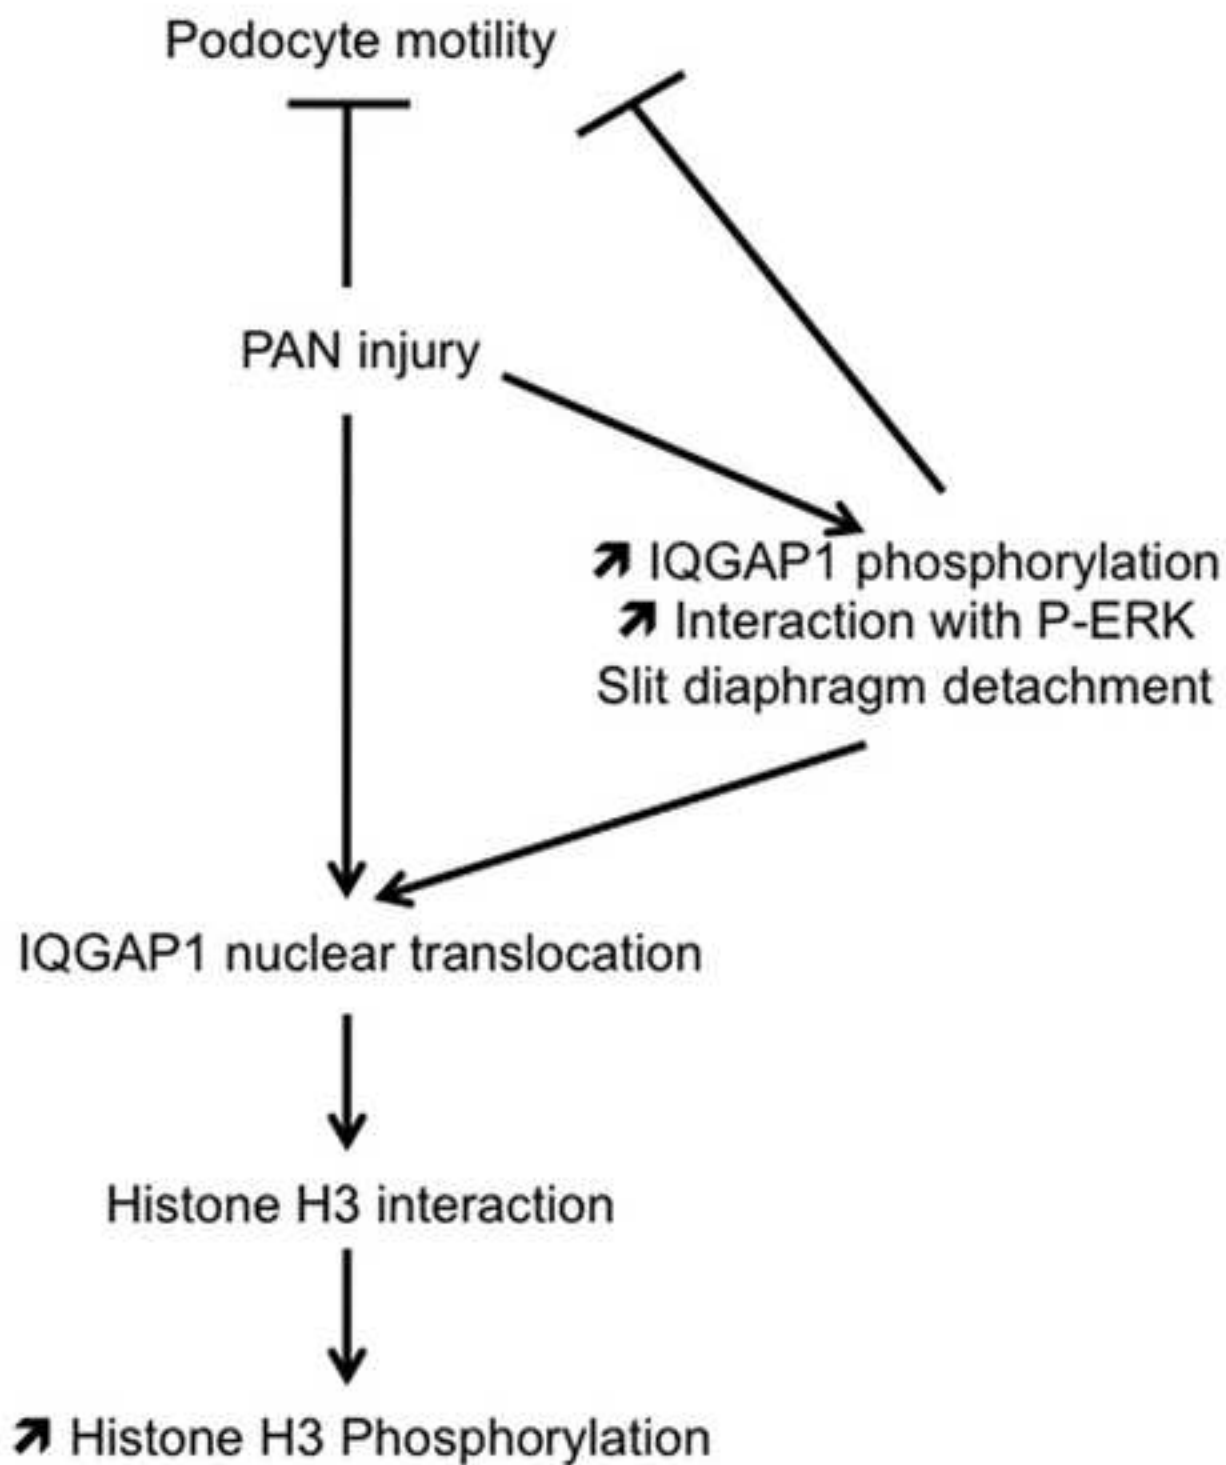 Podocyte motility
PAN injury
↗ IQGAP1 phosphorylation
↗ Interaction with P-ERK
Slit diaphragm detachment
IQGAP1 nuclear translocation
Histone H3 interaction
↗ Histone H3 Phosphorylation